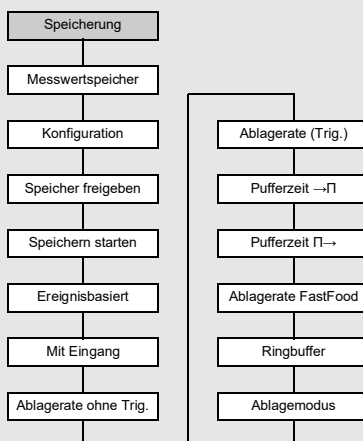 Speicherung
Messwertspeicher
Konfiguration
Speicher freigeben
Speichern starten
Ereignisbasiert
Mit Eingang
Ablagerate ohne Trig.
Ablagerate (Trig.)
Pufferzeit →Π
Pufferzeit Π→
Ablagerate FastFood
Ringbuffer
Ablagemodus